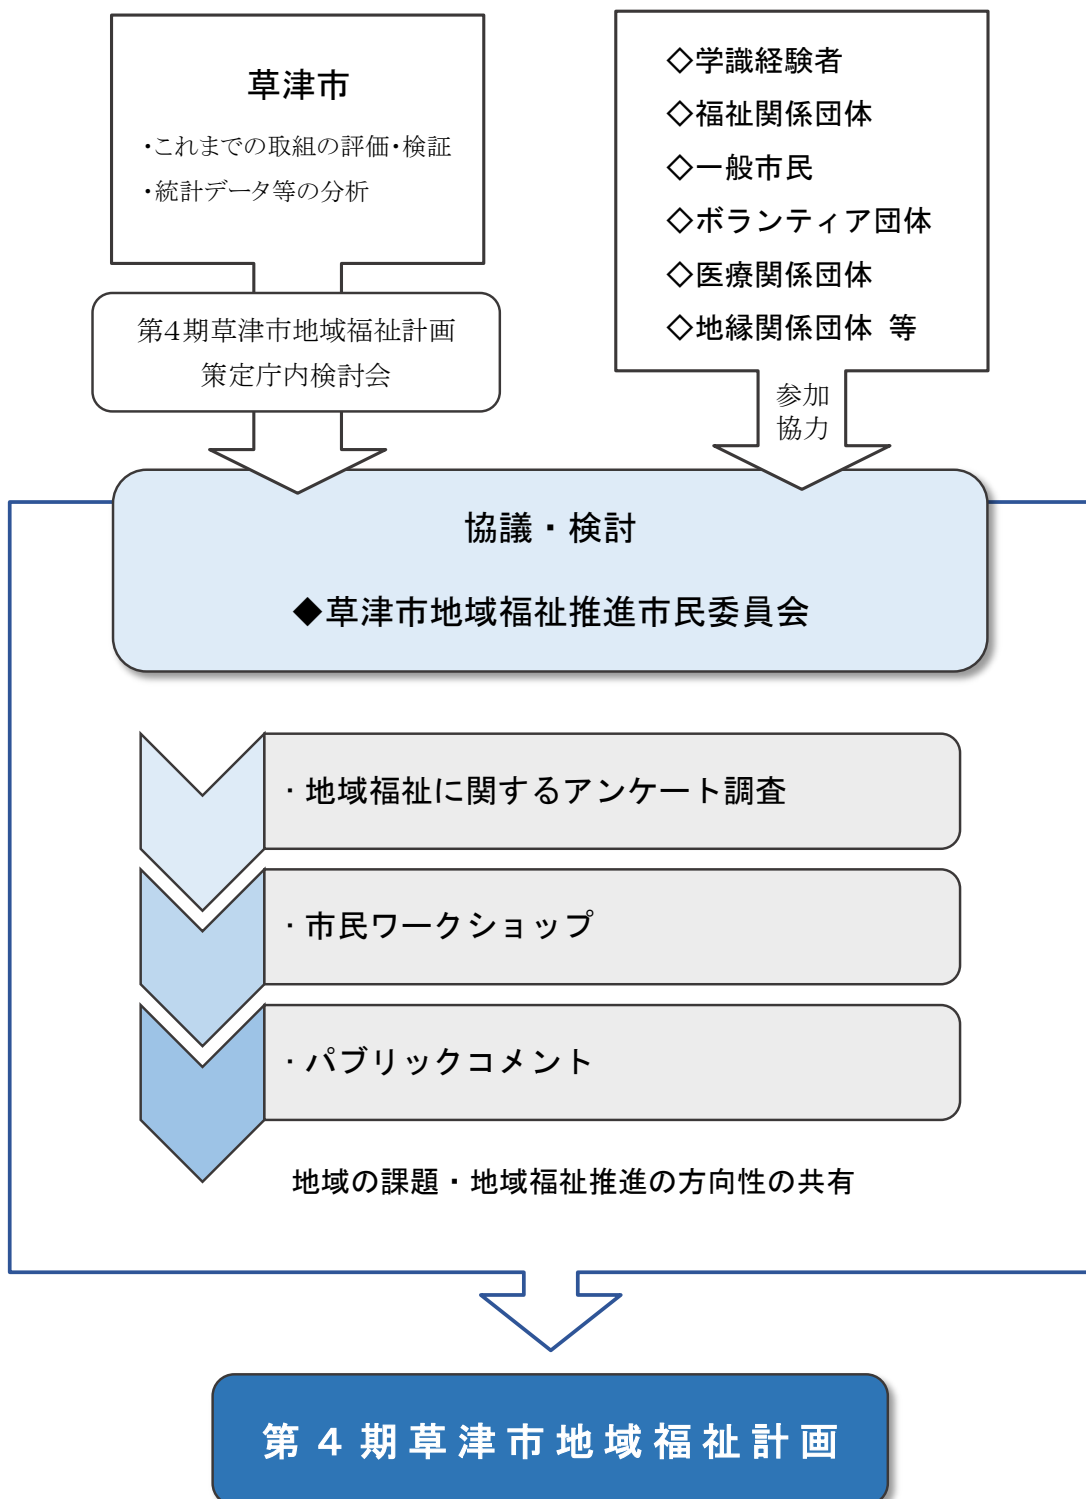 草津市
・これまでの取組の評価・検証
・統計データ等の分析
第4期草津市地域福祉計画
策定庁内検討会
◇学識経験者
◇福祉関係団体
◇一般市民
◇ボランティア団体
◇医療関係団体
◇地縁関係団体 等
参加
協力
協議・検討
◆草津市地域福祉推進市民委員会
・地域福祉に関するアンケート調査
・市民ワークショップ
・パブリックコメント
地域の課題・地域福祉推進の方向性の共有
第4期草津市地域福祉計画